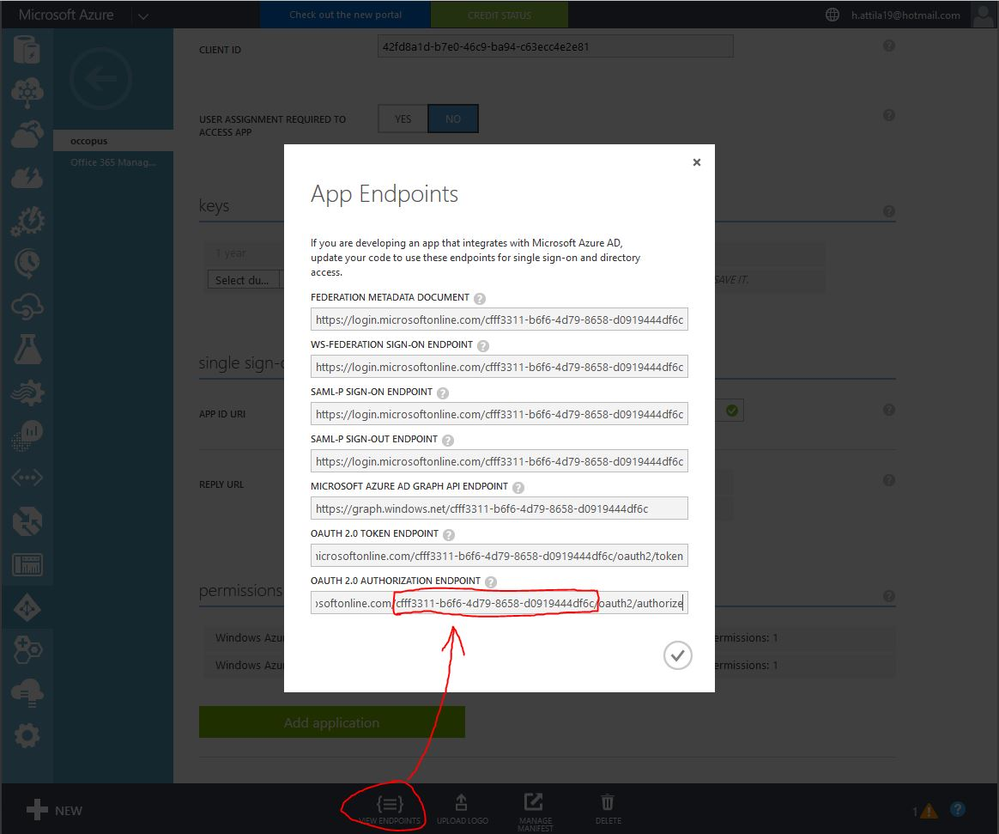 Microsoft Azure
Check out the new portal
CREDIT STATUS
h.attila19@hotmail.com
CLIENT ID
42fd8a1d-b7e0-46c9-ba94-c63ecc4e2e81
USER ASSIGNMENT REQUIRED TO
ACCESS APP
YES
NO
occopus
Office 365 Manag...
keys
1 year
Select du...
SAVE IT.
single sign-
APP ID URI
REPLY URL
permissions
Windows Azu
ermissions: 1
Windows Azu
ermissions: 1
Add application
App Endpoints
If you are developing an app that integrates with Microsoft Azure AD,
update your code to use these endpoints for single sign-on and directory
access.
FEDERATION METADATA DOCUMENT
https://login.microsoftonline.com/cfff3311-b6f6-4d79-8658-d0919444df6c
WS-FEDERATION SIGN-ON ENDPOINT
https://login.microsoftonline.com/cfff3311-b6f6-4d79-8658-d0919444df6c
SAML-P SIGN-ON ENDPOINT
https://login.microsoftonline.com/cfff3311-b6f6-4d79-8658-d0919444df6c
SAML-P SIGN-OUT ENDPOINT
https://login.microsoftonline.com/cfff3311-b6f6-4d79-8658-d0919444df6c
MICROSOFT AZURE AD GRAPH API ENDPOINT
https://graph.windows.net/cfff3311-b6f6-4d79-8658-d0919444df6c
OAUTH 2.0 TOKEN ENDPOINT
icrosoftonline.com/cfff3311-b6f6-4d79-8658-d0919444df6c/oauth2/token
OAUTH 2.0 AUTHORIZATION ENDPOINT
osoftonline.com/cfff3311-b6f6-4d79-8658-d0919444df6c/oauth2/authorize
NEW
VIEW ENDPOINTS
UPLOAD LOGO
MANAGE
MANIFEST
DELETE
1